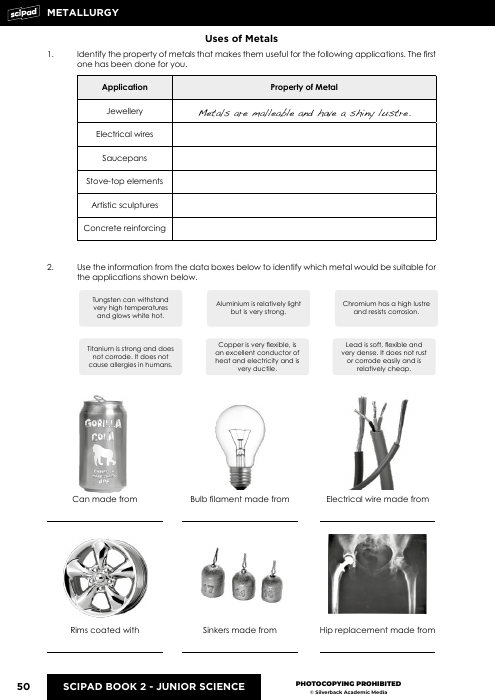 scipad
METALLURGY
Uses of Metals
1. Identify the property of metals that makes them useful for the following applications. The first
one has been done for you.
Application Property of Metal
Jewellery Metals are malleable and have a shiny lustre.
Electrical wires
Saucepans
Stove-top elements
Artistic sculptures
Concrete reinforcing
2. Use the information from the data boxes below to identify which metal would be suitable for
the applications shown below.
Tungsten can withstand
very high temperatures
and glows white hot.
Aluminium is relatively light
but is very strong.
Chromium has a high lustre
and resists corrosion.
Titanium is strong and does
not corrode. It does not
cause allergies in humans.
Copper is very flexible, is
an excellent conductor of
heat and electricity and is
very ductile.
Lead is soft, flexible and
very dense. It does not rust
or corrode easily and is
relatively cheap.
GORILLA
COLA
Can made from
Bulb filament made from
Electrical wire made from
Rims coated with
Sinkers made from
Hip replacement made from
50
SCIPAD BOOK 2 - JUNIOR SCIENCE
PHOTOCOPYING PROHIBITED
© Silverback Academic Media